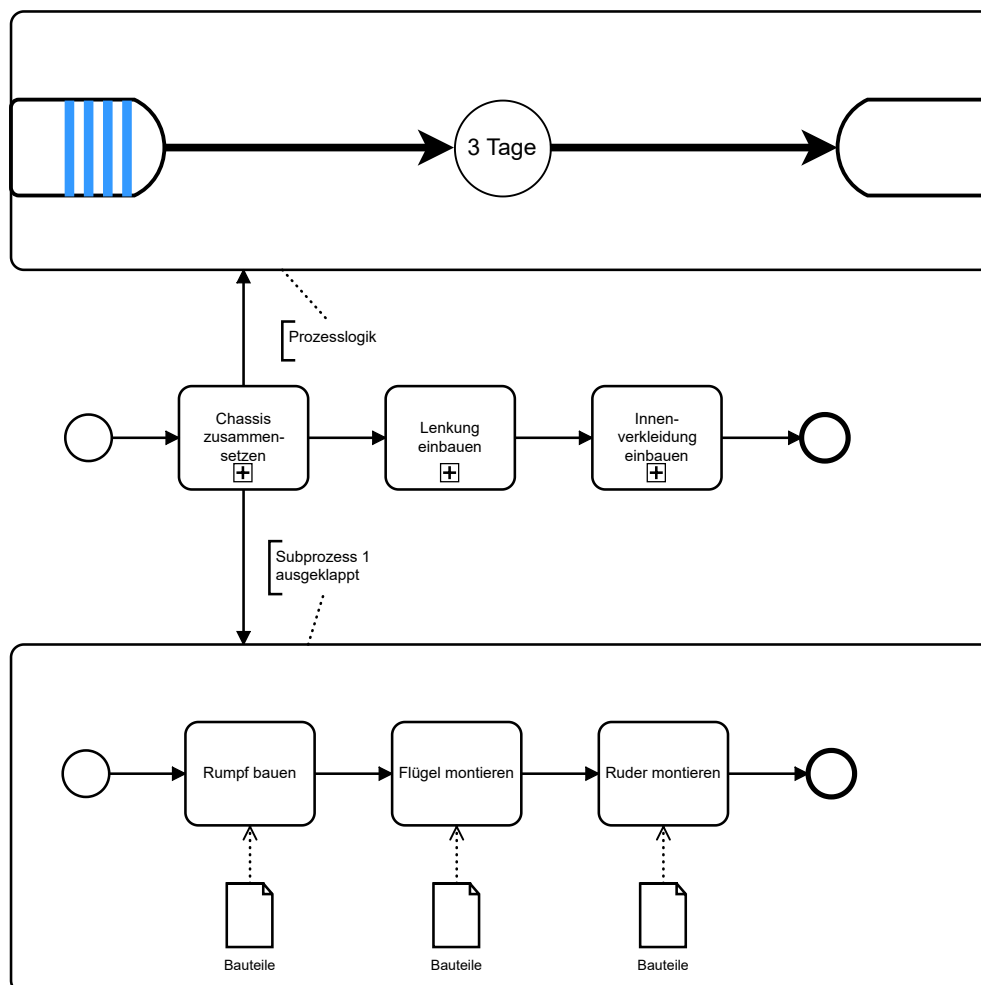 3 Tage
Prozesslogik
Chassis
zusammen-
setzen
Lenkung
einbauen
Innen-
verkleidung
einbauen
Subprozess 1
ausgeklappt
Rumpf bauen
Flügel montieren
Ruder montieren
Bauteile
Bauteile
Bauteile